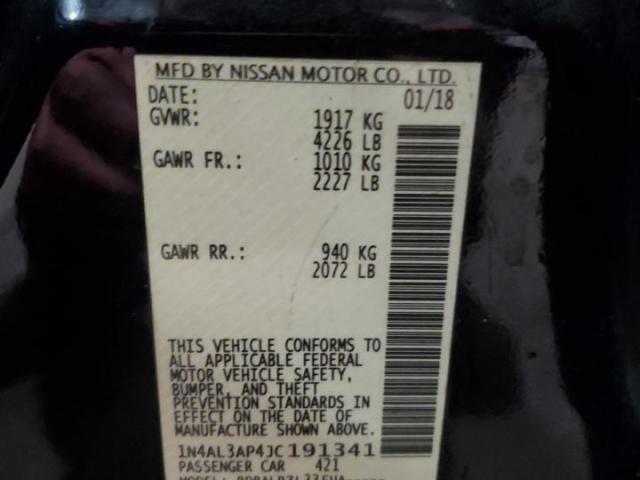 MFD BY NISSAN MOTOR CO., LTD.
DATE: 01/18
GVWR: 1917 KG
4226 LB
GAWR FR.: 1010 KG
2227 LB
GAWR RR.: 940 KG
2072 LB
THIS VEHICLE CONFORMS TO
ALL APPLICABLE FEDERAL
MOTOR VEHICLE SAFETY,
BUMPER, AND THEFT
PREVENTION STANDARDS IN
EFFECT ON THE DATE OF
MANUFACTURE SHOWN ABOVE.
1N4AL3AP4JC191341
PASSENGER CAR 421